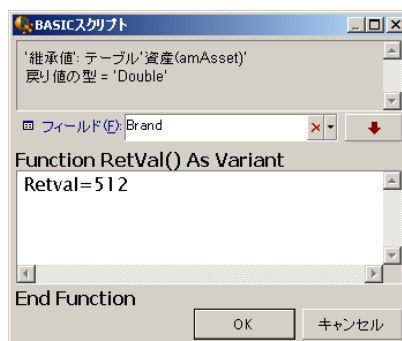 BASICスクリプト
'継承値': テーブル'資産(amAsset)'
戻り値の型 = 'Double'
フィールド(F): Brand
Function RetVal() As Variant
Retval=512
End Function
OK キャンセル